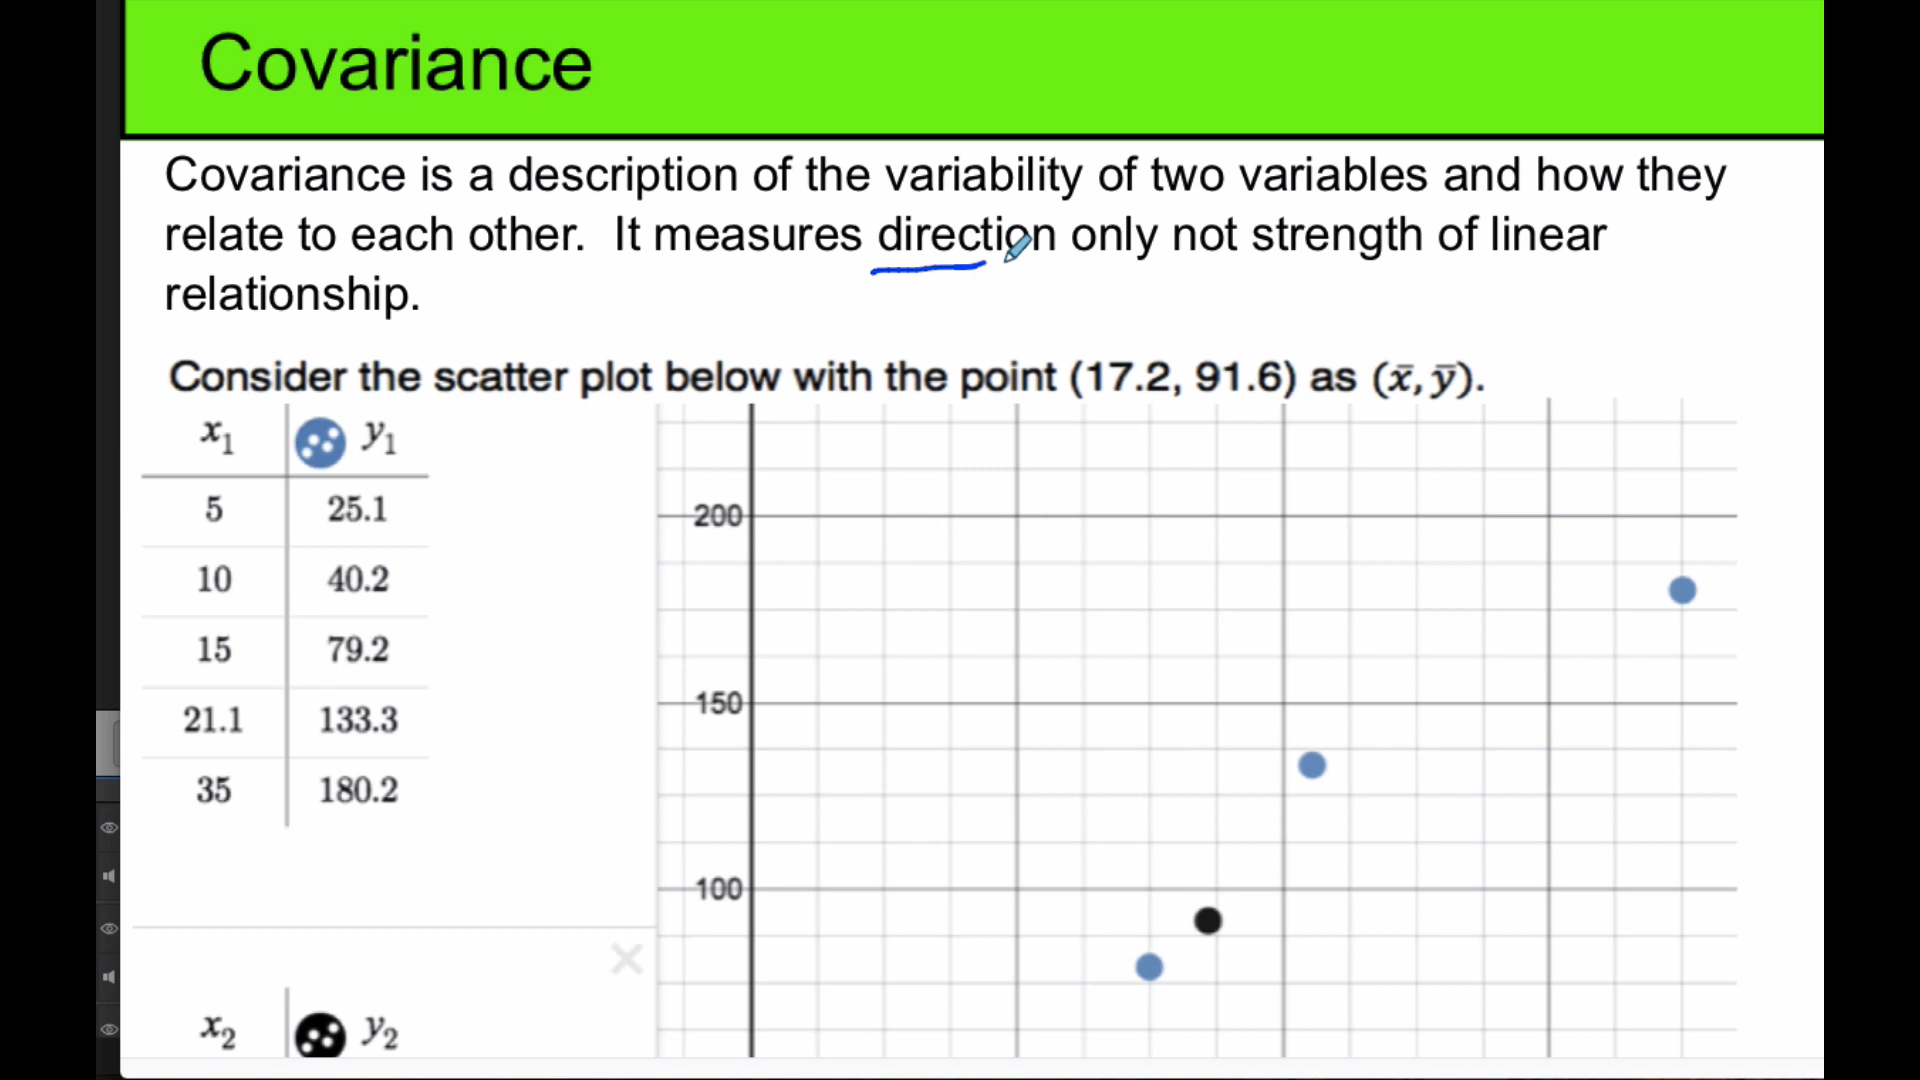 Covariance
Covariance is a description of the variability of two variables and how they
relate to each other. It measures direction only not strength of linear
relationship.
Consider the scatter plot below with the point (17.2, 91.6) as (x̄, ȳ).
x₁ y₁
5 25.1
10 40.2
15 79.2
21.1 133.3
35 180.2
x₂ y₂
200
150
100